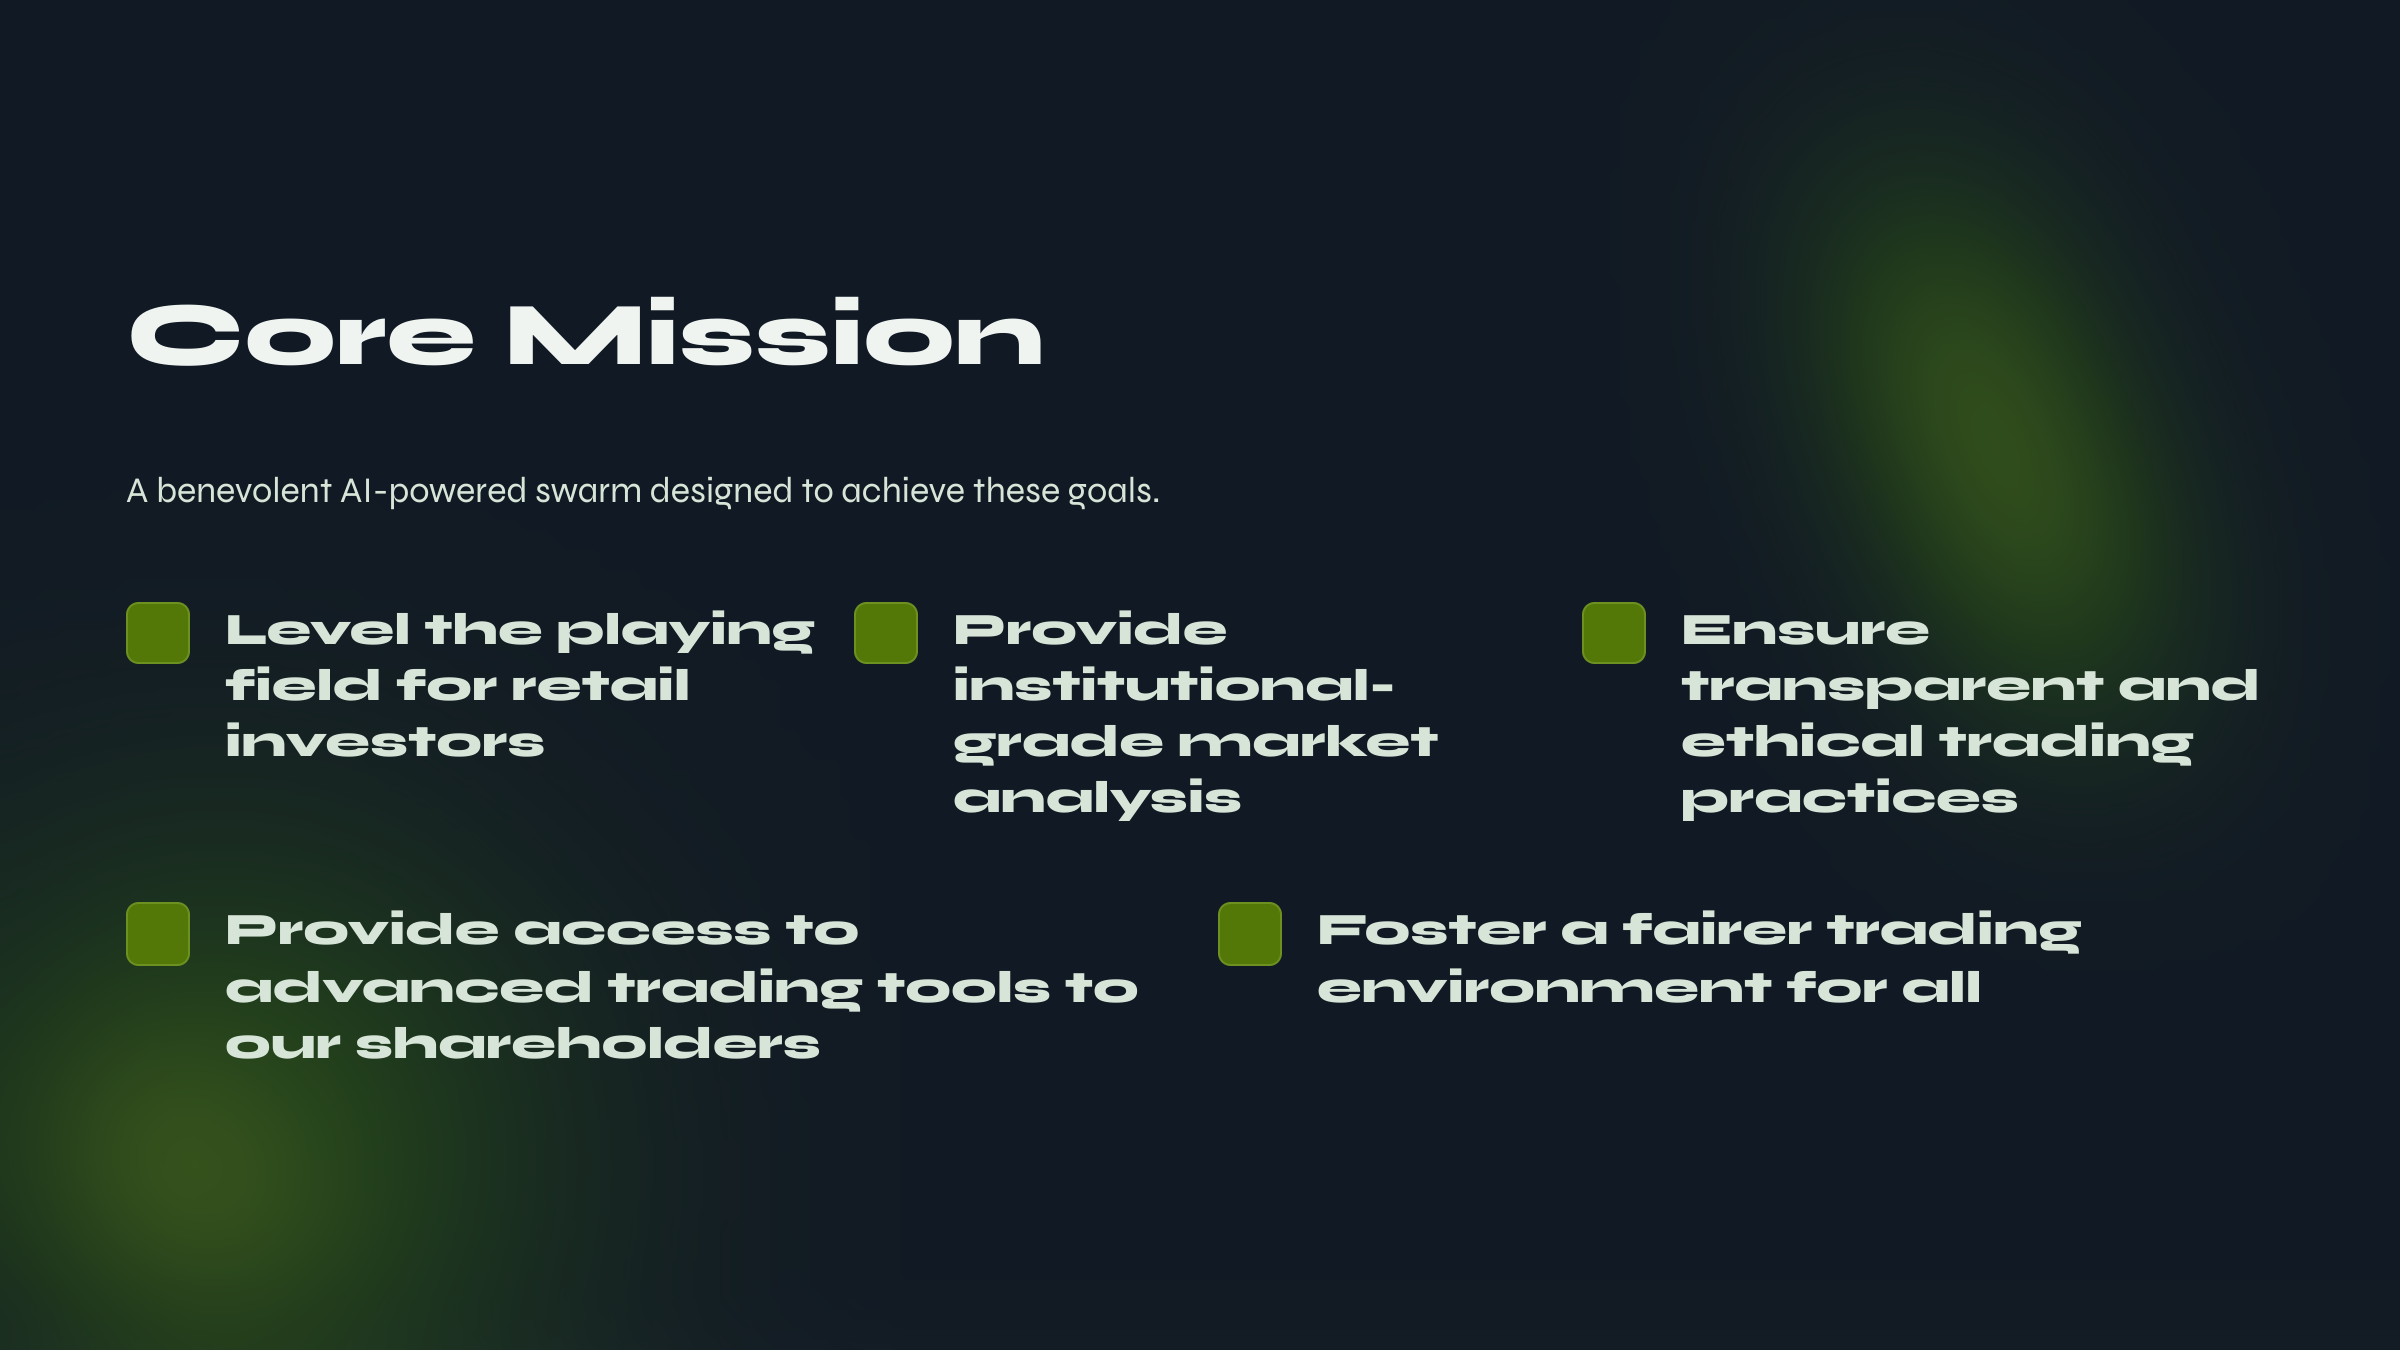 Core Mission
A benevolent AI-powered swarm designed to achieve these goals.
Level the playing
field for retail
investors
Provide
institutional-
grade market
analysis
Ensure
transparent and
ethical trading
practices
Provide access to
advanced trading tools to
our shareholders
Foster a fairer trading
environment for all